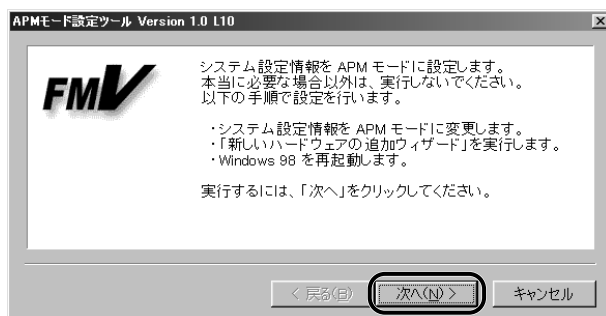 APMモード設定ツール Version 1.0 L10
FMV
システム設定情報を APM モードに設定します。
本当に必要な場合以外は、実行しないでください。
以下の手順で設定を行います。
・システム設定情報を APM モードに変更します。
・「新しいハードウェアの追加ウィザード」を実行します。
・Windows 98 を再起動します。
実行するには、「次へ」をクリックしてください。
< 戻る(B)
次へ(N) >
キャンセル